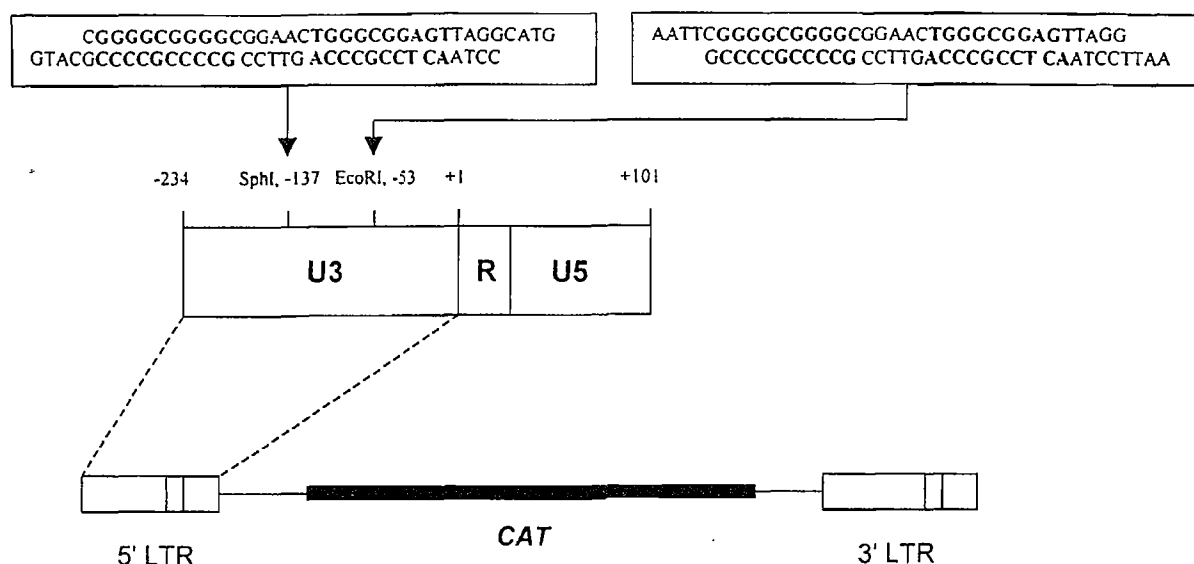 CGGGGCGGGGCGGAACTGGGCGGAGTTAGGCATG
GTACGCCCCGCCCCG CCTTG ACCCGCCT CAATCC
AATTCGGGGCGGGGCGGAACTGGGCGGAGTTAGG
GCCCCGCCCCG CCTTGACCCGCCT CAATCCTTAA
-234 SphI, -137 EcoRI, -53 +1 +101
U3 R U5
CAT
5' LTR 3' LTR